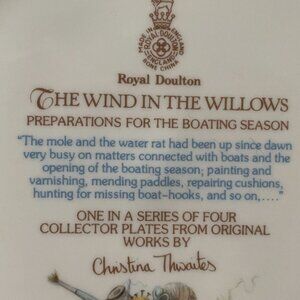 MADE IN ENGLAND
ROYAL DOULTON
ENGLAND
BONE CHINA
Royal Doulton
THE WIND IN THE WILLOWS
PREPARATIONS FOR THE BOATING SEASON
"The mole and the water rat had been up since dawn
very busy on matters connected with boats and the
opening of the boating season; painting and
varnishing, mending paddles, repairing cushions,
hunting for missing boat-hooks, and so on,...."
ONE IN A SERIES OF FOUR
COLLECTOR PLATES FROM ORIGINAL
WORKS BY
Christina Thwaites